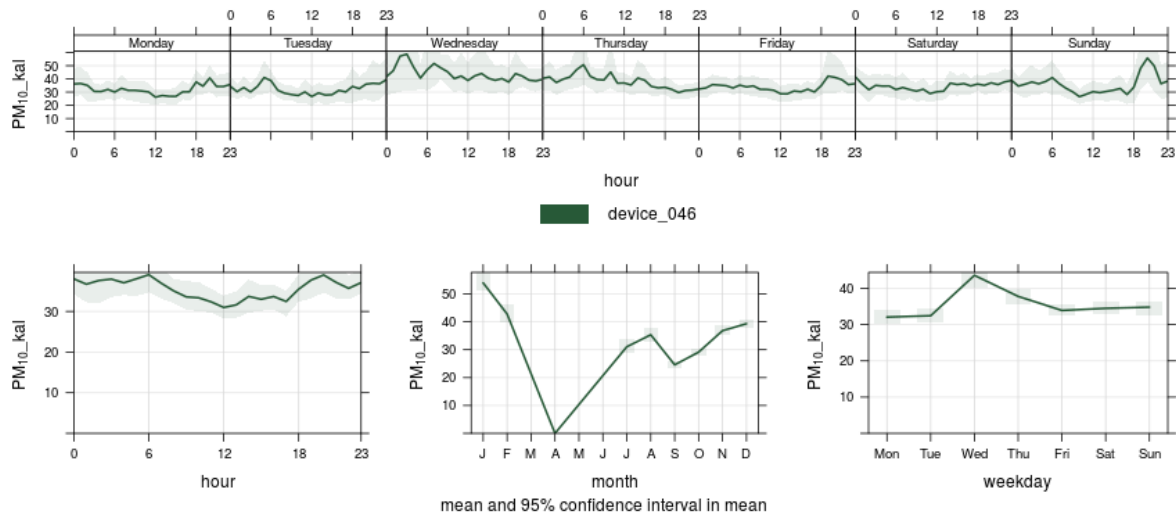 0 6 12 18 23 0 6 12 18 23 0 6 12 18 23
Monday Tuesday Wednesday Thursday Friday Saturday Sunday
PM10_kal
50
40
30
20
10
0 6 12 18 23 0 6 12 18 23 0 6 12 18 23 0 6 12 18 23
hour
device_046
PM10_kal
30
20
10
0 6 12 18 23
hour
PM10_kal
50
40
30
20
10
J F M A M J J A S O N D
month
PM10_kal
40
30
20
10
Mon Tue Wed Thu Fri Sat Sun
weekday
mean and 95% confidence interval in mean